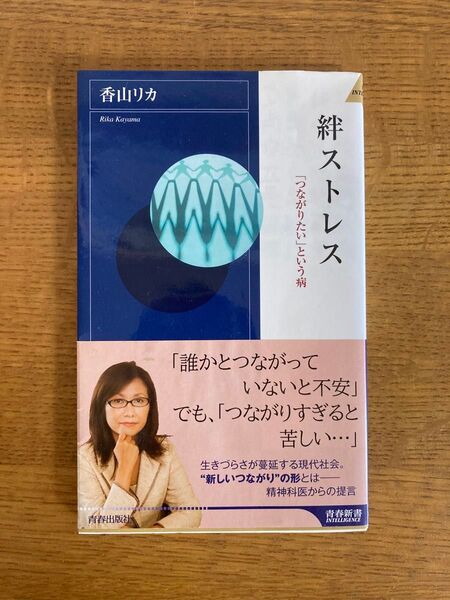 香山リカ
Rika Kayama
絆ストレス
「つながりたい」という病
「誰かとつながって
いないと不安」
でも、「つながりすぎると
苦しい…」
生きづらさが蔓延する現代社会。
“新しいつながり”の形とは——
精神科医からの提言
青春出版社
青春新書
INTELLIGENCE